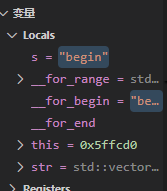 变量
Locals
s = "begin"
__for_range = std…
__for_begin = "be…
__for_end
this = 0x5ffcd0
str = std::vector…
Registers